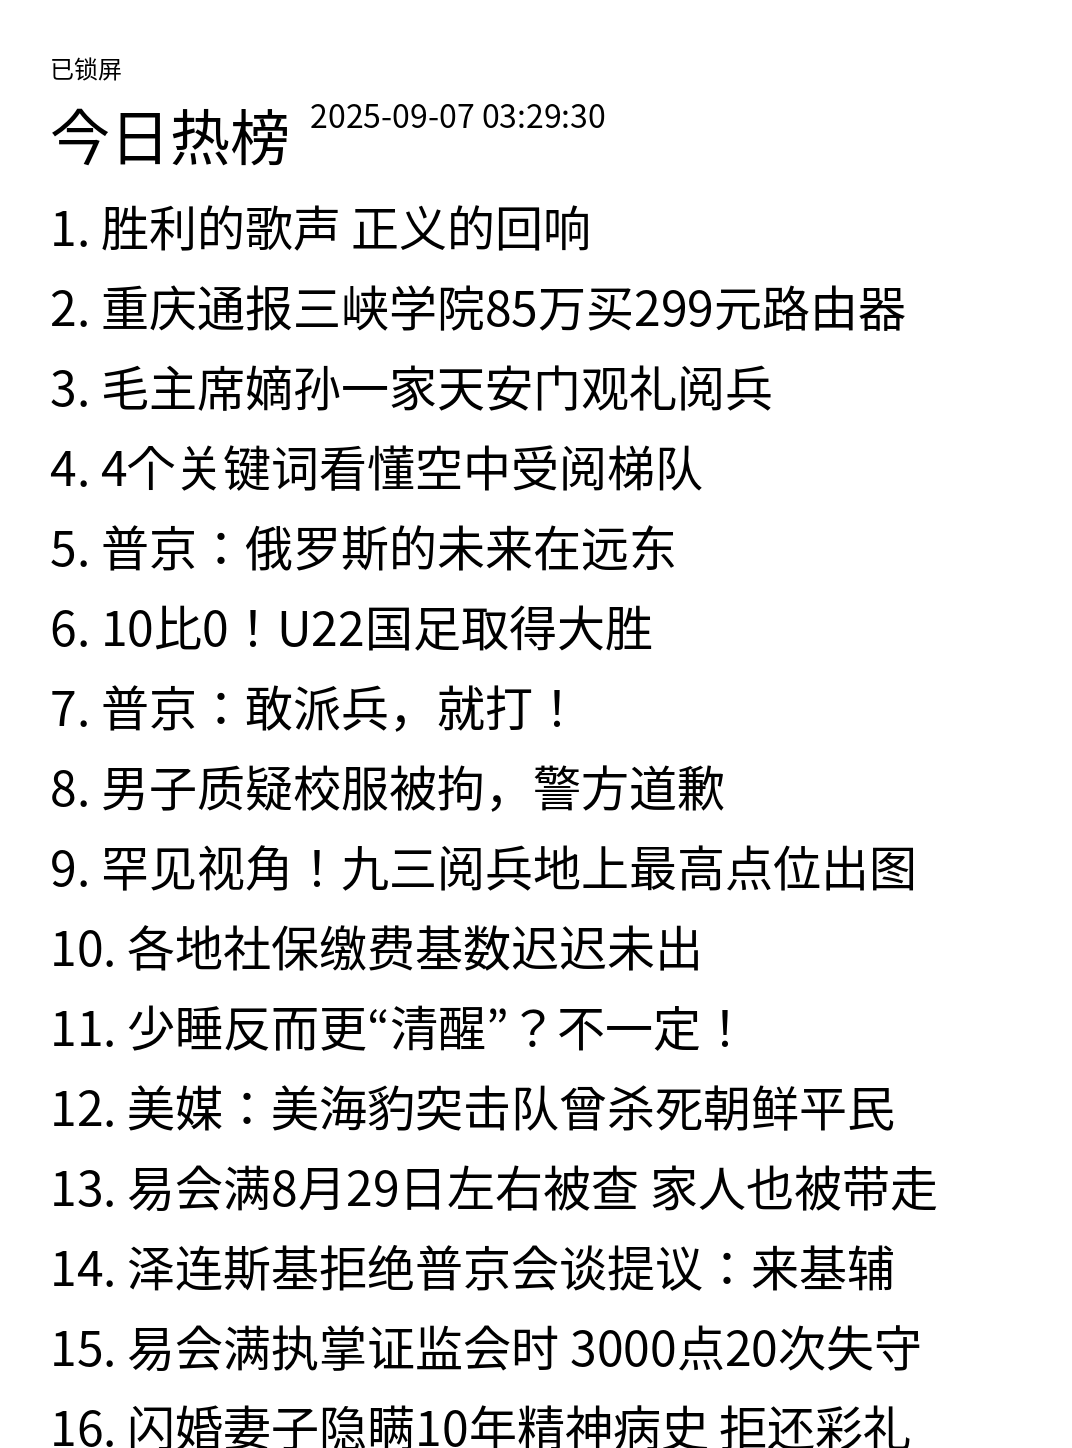 已锁屏
今日热榜 2025-09-07 03:29:30
1. 胜利的歌声 正义的回响
2. 重庆通报三峡学院85万买299元路由器
3. 毛主席嫡孙一家天安门观礼阅兵
4. 4个关键词看懂空中受阅梯队
5. 普京：俄罗斯的未来在远东
6. 10比0！U22国足取得大胜
7. 普京：敢派兵，就打！
8. 男子质疑校服被拘，警方道歉
9. 罕见视角！九三阅兵地上最高点位出图
10. 各地社保缴费基数迟迟未出
11. 少睡反而更“清醒”？不一定！
12. 美媒：美海豹突击队曾杀死朝鲜平民
13. 易会满8月29日左右被查 家人也被带走
14. 泽连斯基拒绝普京会谈提议：来基辅
15. 易会满执掌证监会时 3000点20次失守
16. 闪婚妻子隐瞒10年精神病史 拒还彩礼